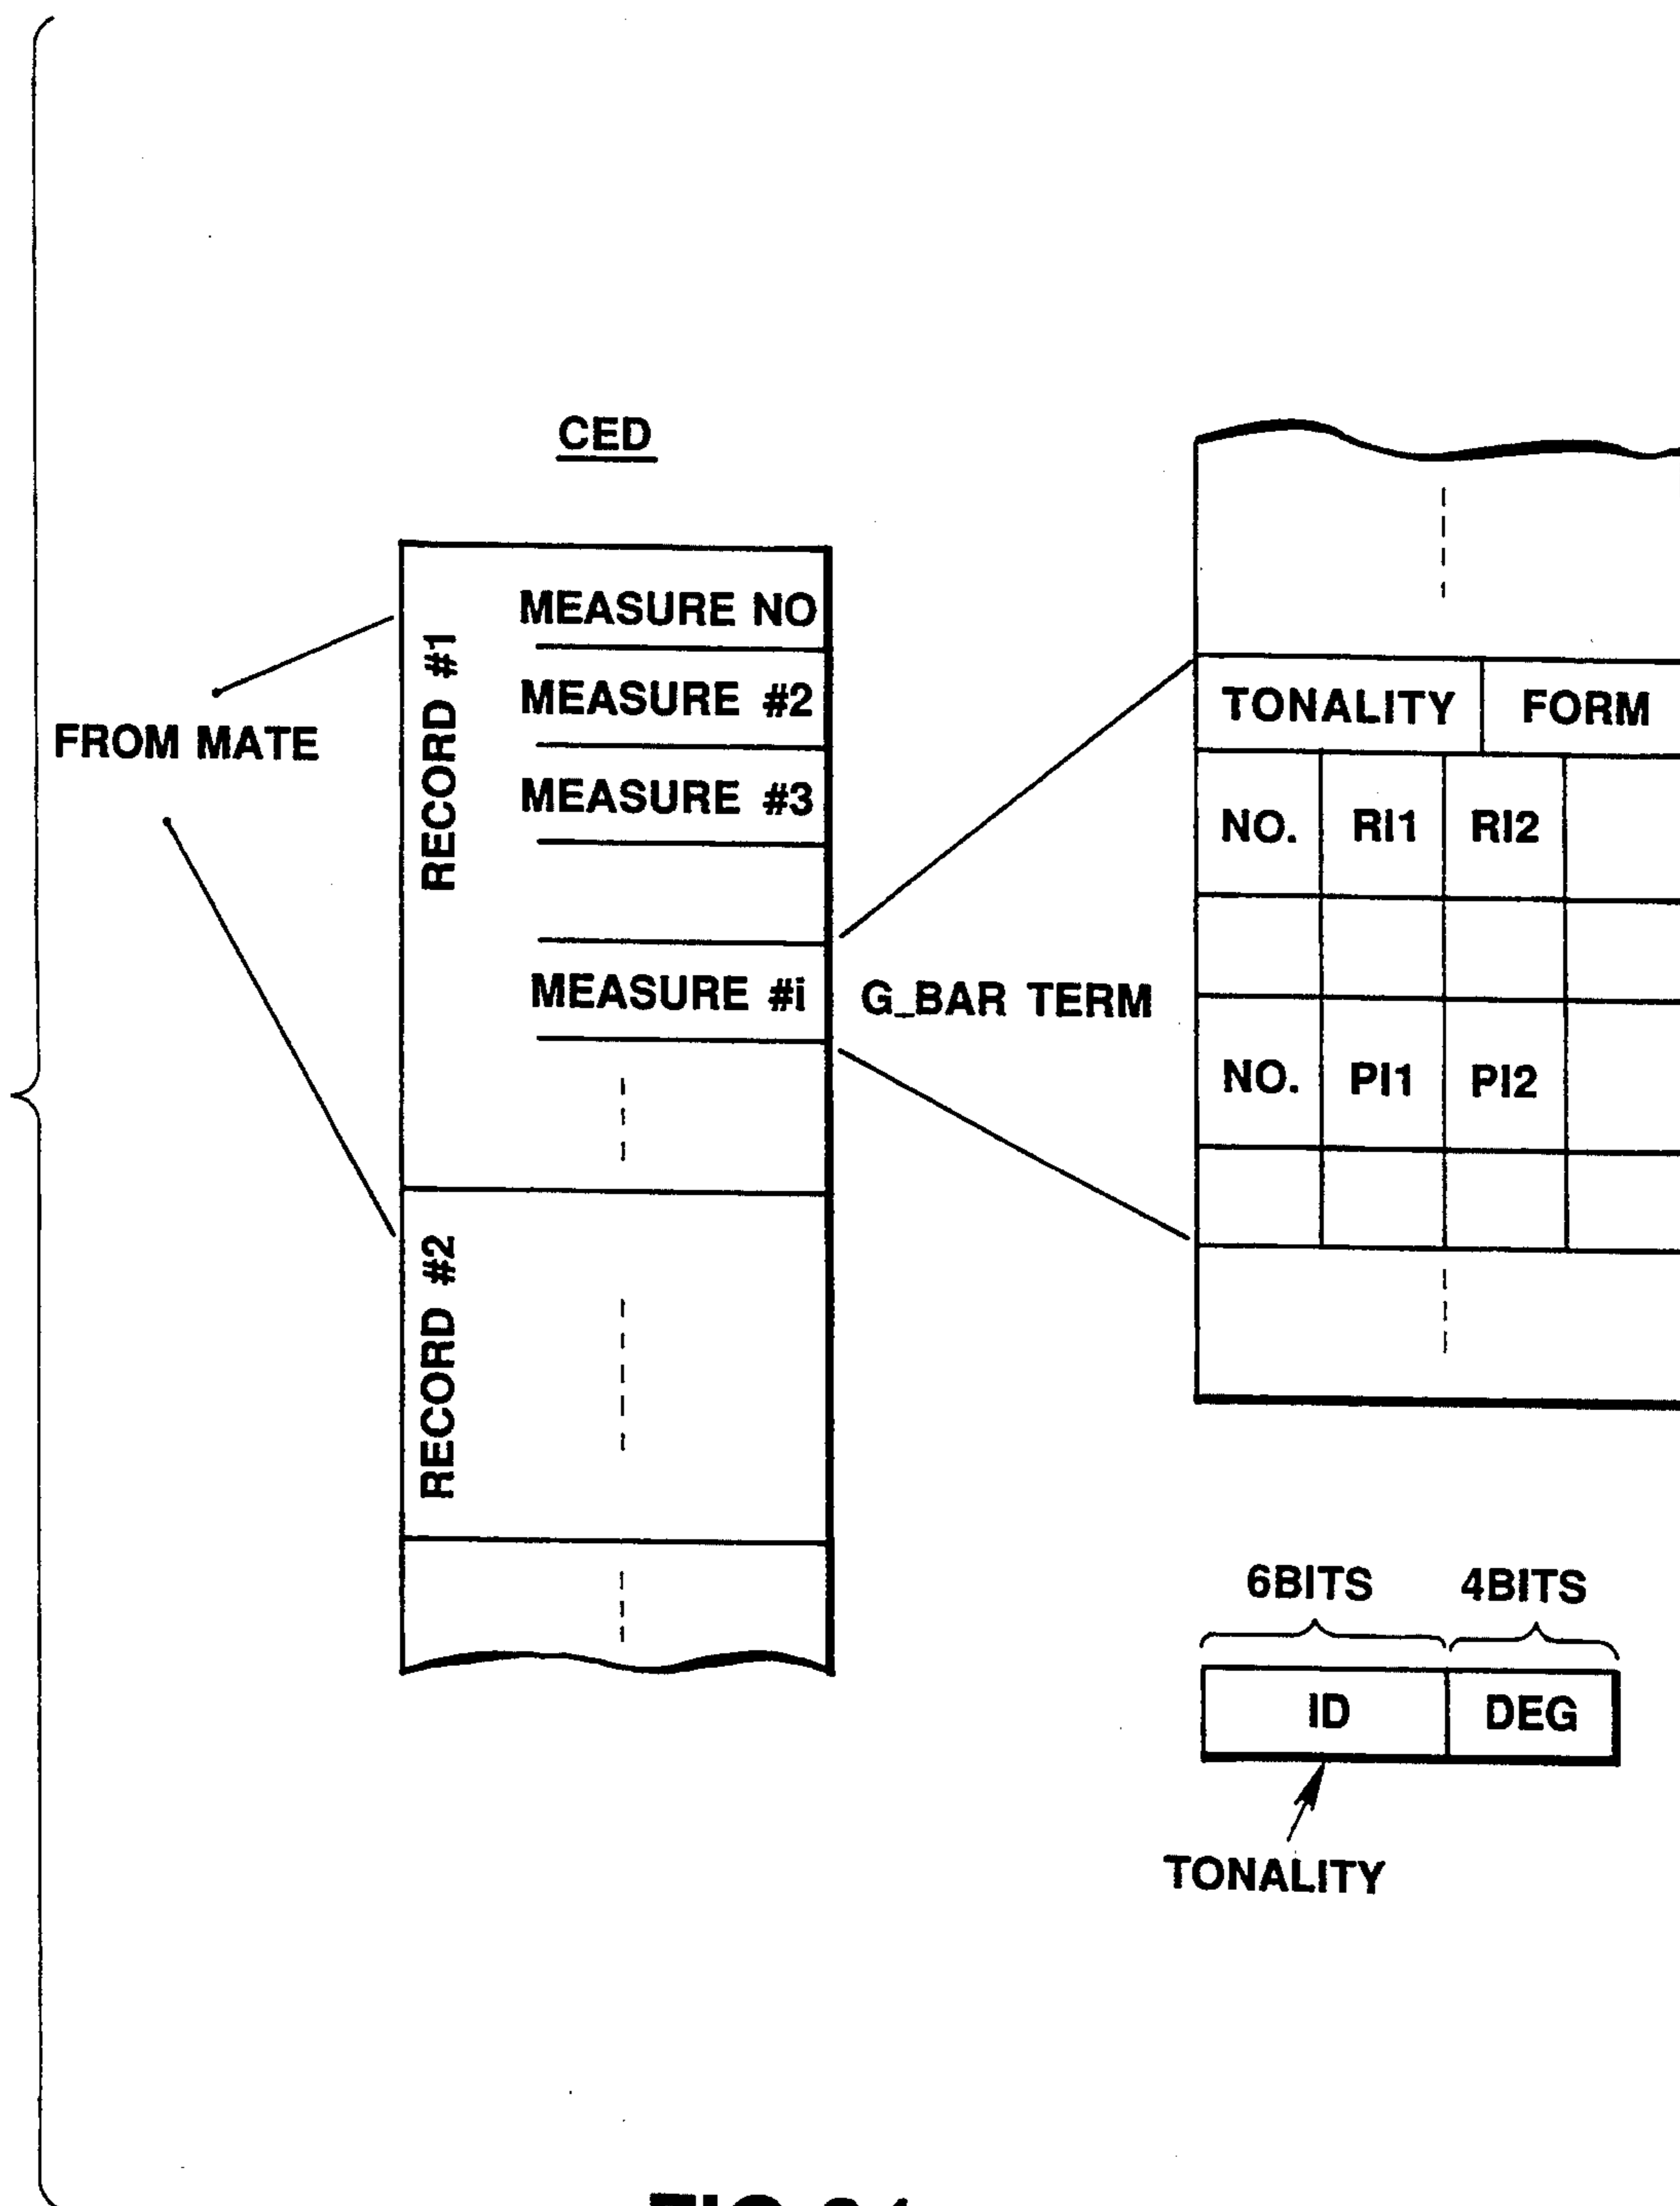 CED
RECORD #1
MEASURE NO
MEASURE #2
MEASURE #3
MEASURE #i
RECORD #2
FROM MATE
G_BAR TERM
TONALITY FORM
NO. RI1 RI2
NO. PI1 PI2
6BITS 4BITS
ID DEG
TONALITY